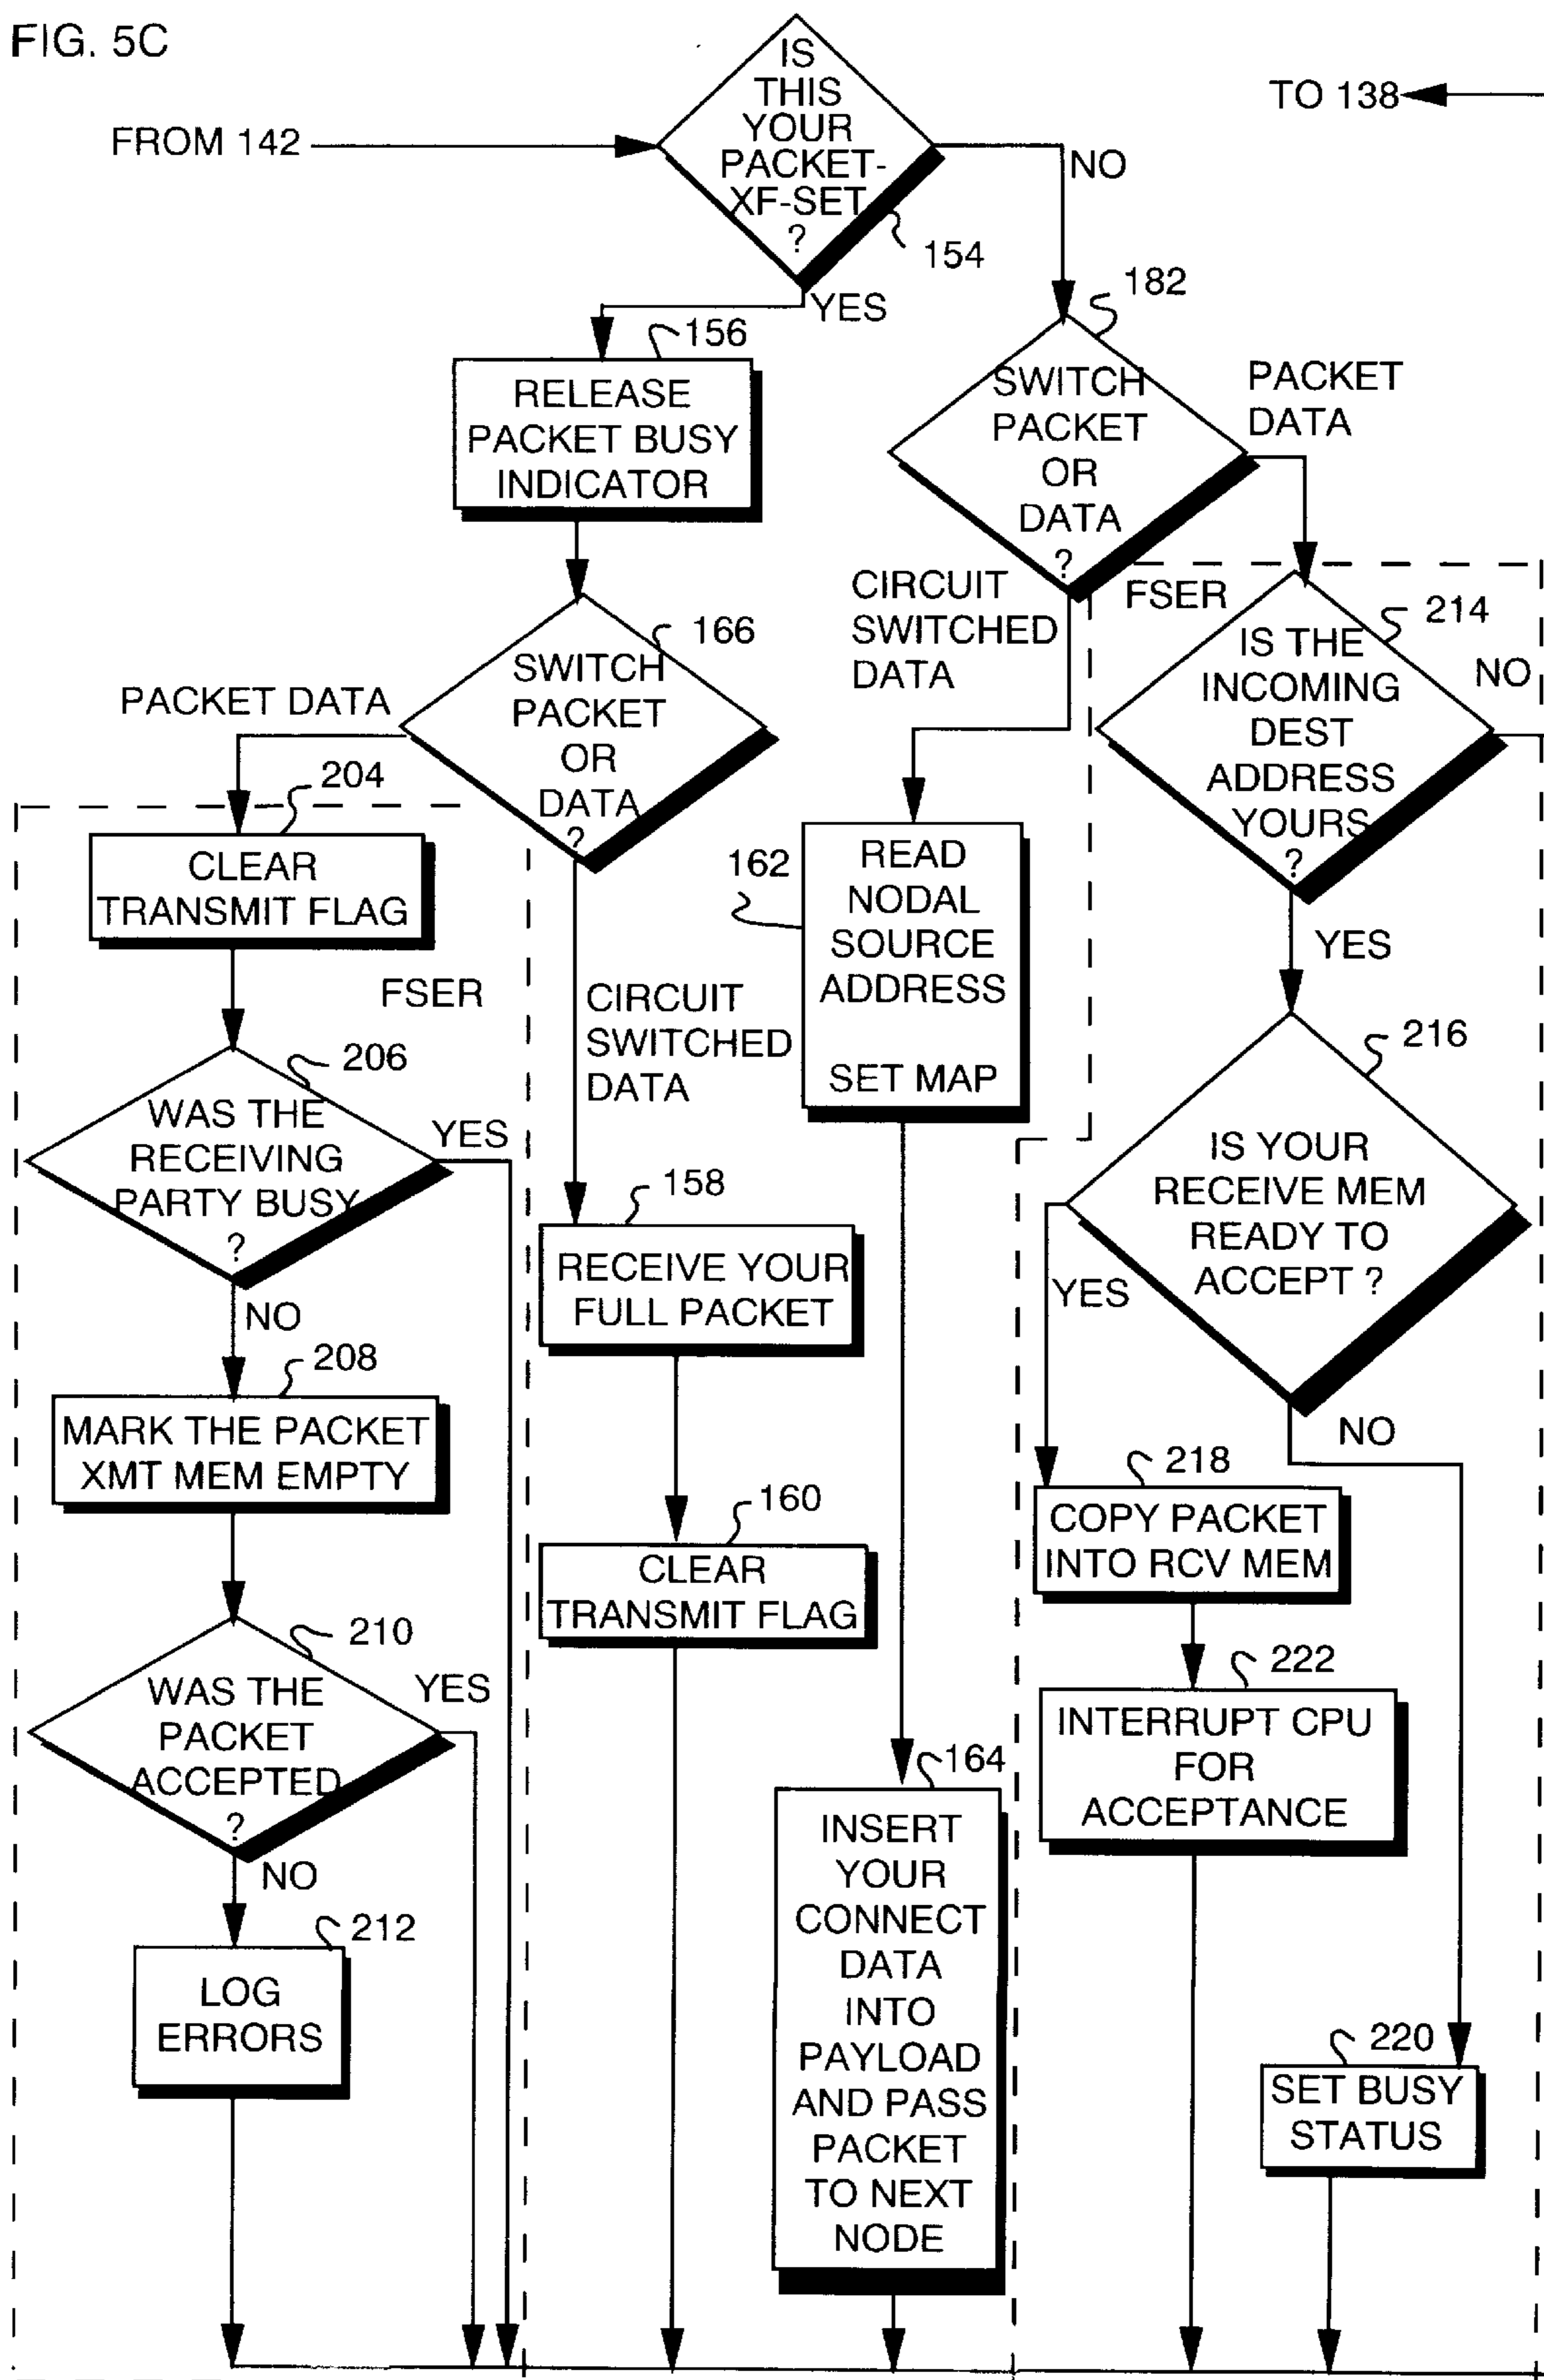 FIG. 5C
IS
THIS
YOUR
PACKET-
XF-SET
?
TO 138
FROM 142
NO
154
YES
182
156
RELEASE
PACKET BUSY
INDICATOR
SWITCH
PACKET
OR
DATA
?
PACKET
DATA
CIRCUIT
SWITCHED
DATA
FSER
214
IS THE
INCOMING
DEST
ADDRESS
YOURS
?
NO
166
SWITCH
PACKET
OR
DATA
?
PACKET DATA
204
CLEAR
TRANSMIT FLAG
FSER
162
READ
NODAL
SOURCE
ADDRESS
SET MAP
YES
CIRCUIT
SWITCHED
DATA
206
WAS THE
RECEIVING
PARTY BUSY
?
YES
NO
216
IS YOUR
RECEIVE MEM
READY TO
ACCEPT ?
YES
NO
158
RECEIVE YOUR
FULL PACKET
208
MARK THE PACKET
XMT MEM EMPTY
218
COPY PACKET
INTO RCV MEM
160
CLEAR
TRANSMIT FLAG
210
WAS THE
PACKET
ACCEPTED
?
YES
NO
222
INTERRUPT CPU
FOR
ACCEPTANCE
164
INSERT
YOUR
CONNECT
DATA
INTO
PAYLOAD
AND PASS
PACKET
TO NEXT
NODE
212
LOG
ERRORS
220
SET BUSY
STATUS